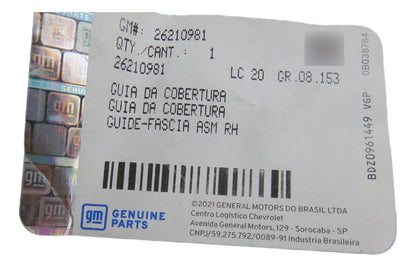 GM#: 26210981
QTY./CANT.: 1
26210981
LC 20 GR.08.153
GUIA DA COBERTURA
GUIA DA COBERTURA
GUIDE-FASCIA ASM RH
©2021 GENERAL MOTORS DO BRASIL LTDA
Centro Logístico Chevrolet
Avenida General Motors, 129 - Sorocaba - SP
CNPJ/59.275.792/0089-91 Indústria Brasileira
gm GENUINE
PARTS
BDZ0961449 VGP
08038784
gm